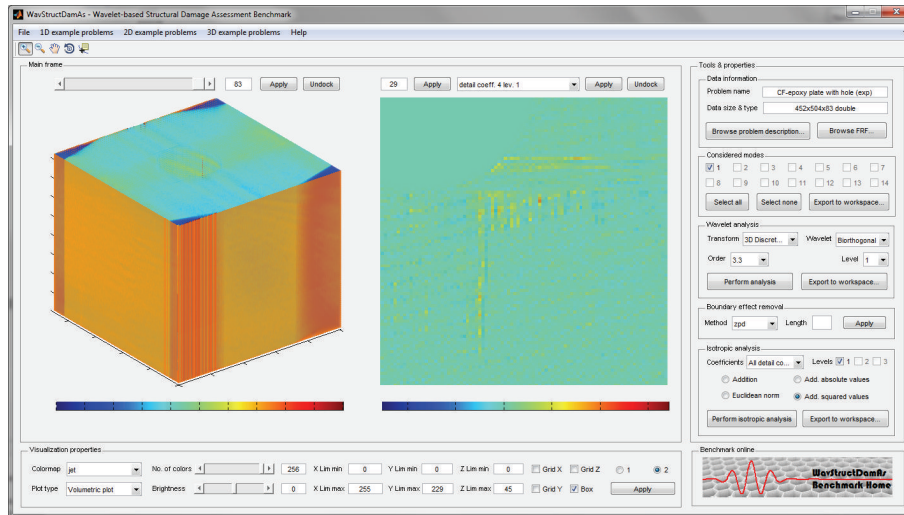 WavStructDamAs - Wavelet-based Structural Damage Assessment Benchmark
File 1D example problems 2D example problems 3D example problems Help
Main frame
83 Apply Undock 29 Apply detail coeff. 4 lev. 1 Apply Undock
Tools & properties
Data information
Problem name CF-epoxy plate with hole (exp)
Data size & type 452x504x83 double
Browse problem description... Browse FRF...
Considered modes
1 2 3 4 5 6 7
8 9 10 11 12 13 14
Select all Select none Export to workspace...
Wavelet analysis
Transform 3D Discret... Wavelet Biorthogonal
Order 3.3 Level 1
Perform analysis Export to workspace...
Boundary effect removal
Method zpd Length Apply
Isotropic analysis
Coefficients All detail co... Levels 1 2 3
Addition Add. absolute values
Euclidean norm Add. squared values
Perform isotropic analysis Export to workspace...
Visualization properties
Colormap jet No. of colors 256 X Lim min 0 Y Lim min 0 Z Lim min 0 Grid X Grid Z 1 2
Plot type Volumetric plot Brightness 0 X Lim max 255 Y Lim max 229 Z Lim max 45 Grid Y Box Apply
Benchmark online
WavStructDamAs
Benchmark Home